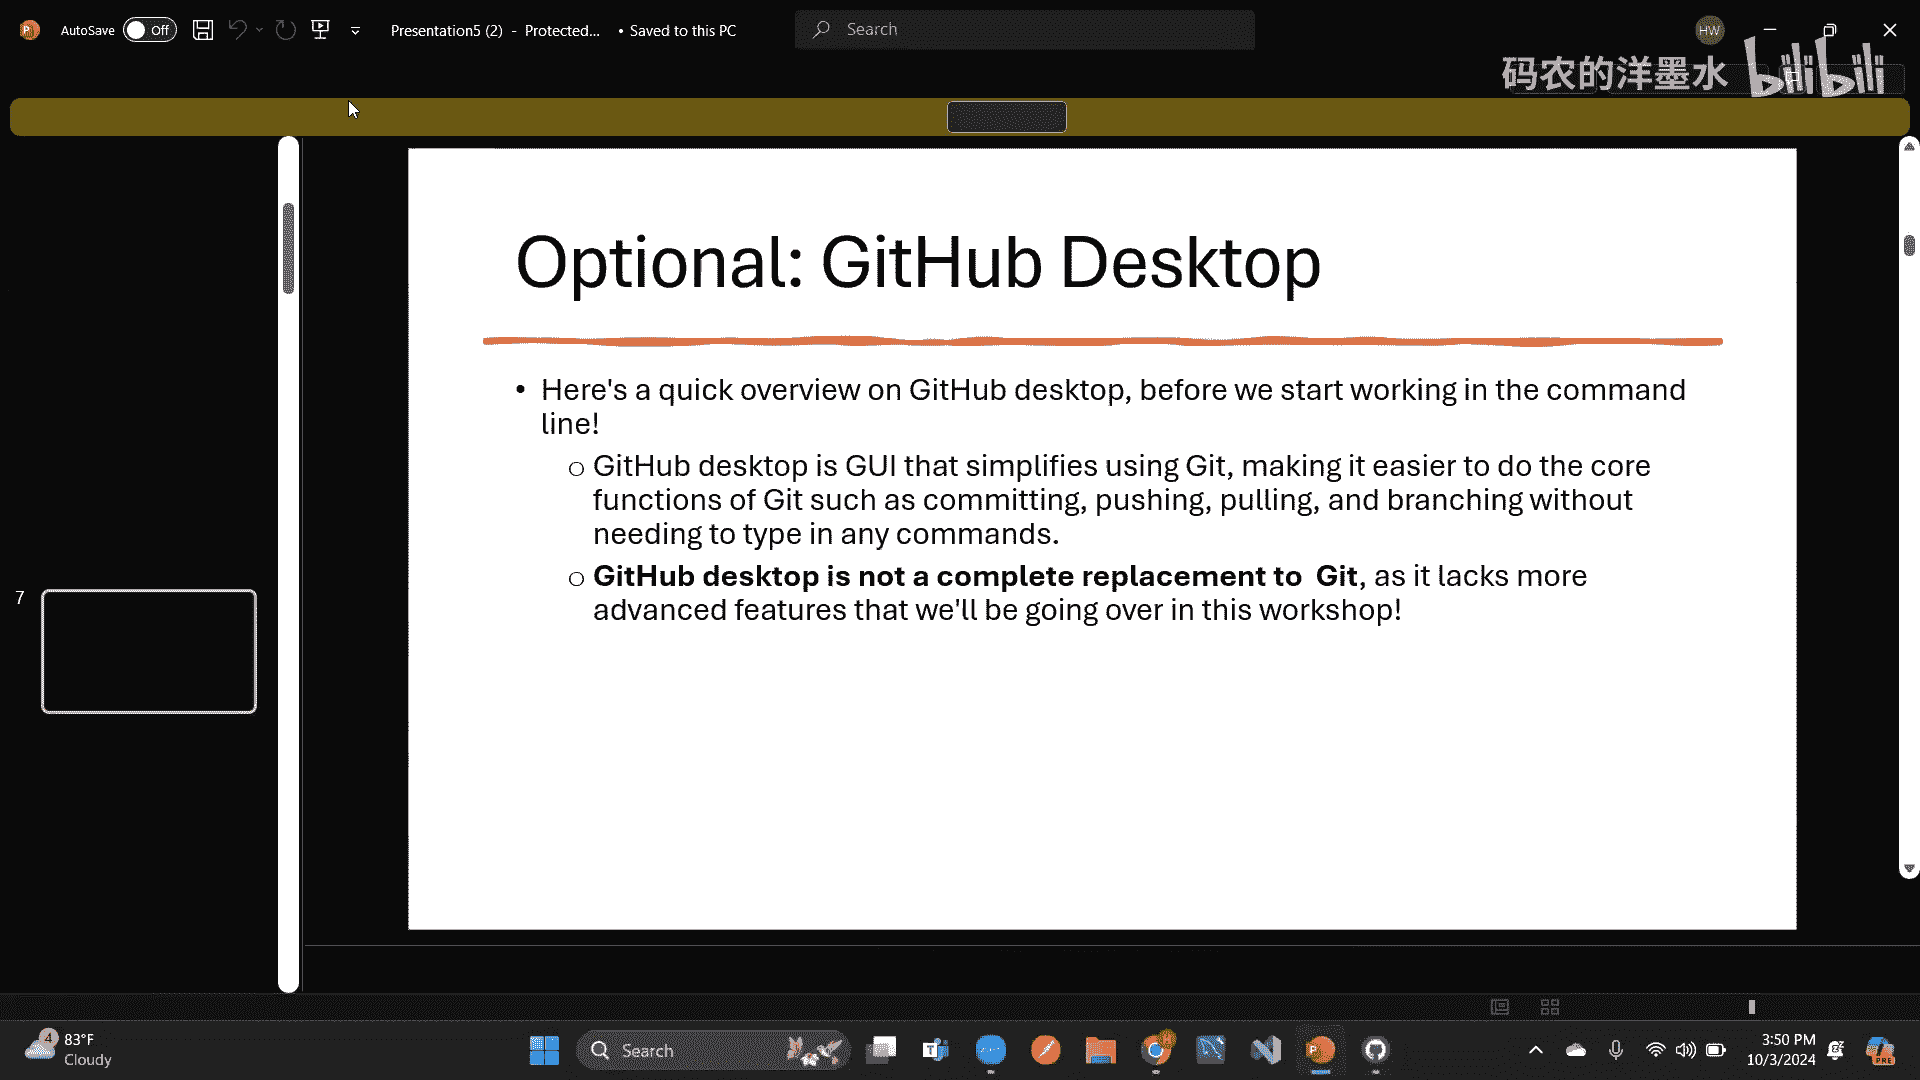 AutoSave Off Presentation5 (2) - Protected... • Saved to this PC Search HW
码农的洋墨水 bilibili
Optional: GitHub Desktop
• Here's a quick overview on GitHub desktop, before we start working in the command
line!
o GitHub desktop is GUI that simplifies using Git, making it easier to do the core
functions of Git such as committing, pushing, pulling, and branching without
needing to type in any commands.
o GitHub desktop is not a complete replacement to Git, as it lacks more
advanced features that we'll be going over in this workshop!
7
4 83°F
Cloudy
Search
3:50 PM
10/3/2024
PRE